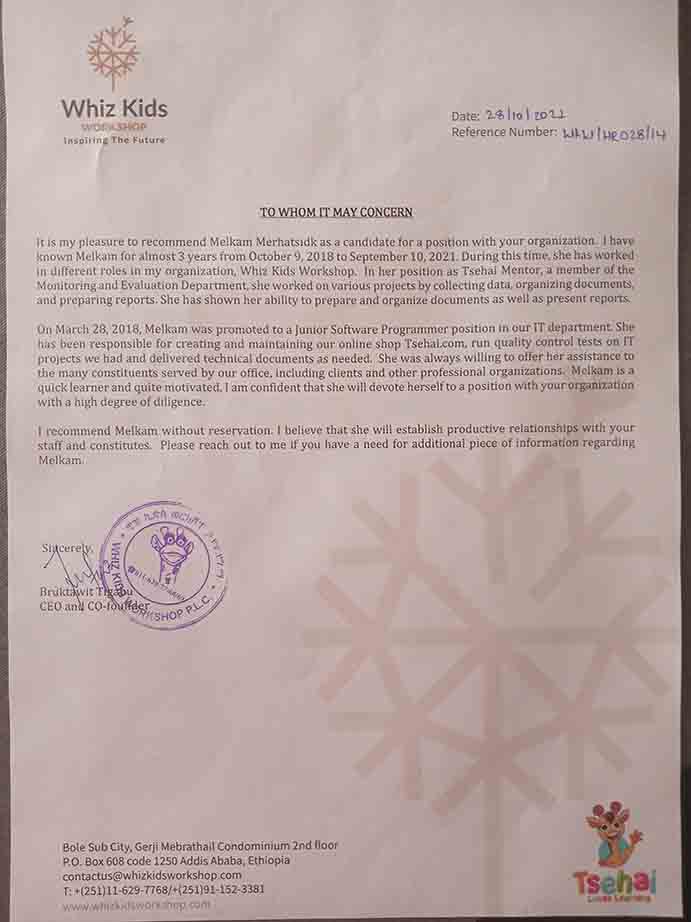 Whiz Kids
WORKSHOP
Inspiring The Future
Date: 28/10/2021
Reference Number: WKW/HR028/14
TO WHOM IT MAY CONCERN
It is my pleasure to recommend Melkam Merhatsidk as a candidate for a position with your organization. I have
known Melkam for almost 3 years from October 9, 2018 to September 10, 2021. During this time, she has worked
in different roles in my organization, Whiz Kids Workshop. In her position as Tsehai Mentor, a member of the
Monitoring and Evaluation Department, she worked on various projects by collecting data, organizing documents,
and preparing reports. She has shown her ability to prepare and organize documents as well as present reports.
On March 28, 2018, Melkam was promoted to a Junior Software Programmer position in our IT department. She
has been responsible for creating and maintaining our online shop Tsehai.com, run quality control tests on IT
projects we had and delivered technical documents as needed. She was always willing to offer her assistance to
the many constituents served by our office, including clients and other professional organizations. Melkam is a
quick learner and quite motivated. I am confident that she will devote herself to a position with your organization
with a high degree of diligence.
I recommend Melkam without reservation. I believe that she will establish productive relationships with your
staff and constitutes. Please reach out to me if you have a need for additional piece of information regarding
Melkam.
Sincerely,
Bruktawit Tigabu
CEO and CO-founder
WHIZ KIDS WORKSHOP P.L.C.
Bole Sub City, Gerji Mebrathail Condominium 2nd floor
P.O. Box 608 code 1250 Addis Ababa, Ethiopia
contactus@whizkidsworkshop.com
T: +(251)11-629-7768/+(251)91-152-3381
www.whizkidsworkshop.com
Tsehai
Loves Learning